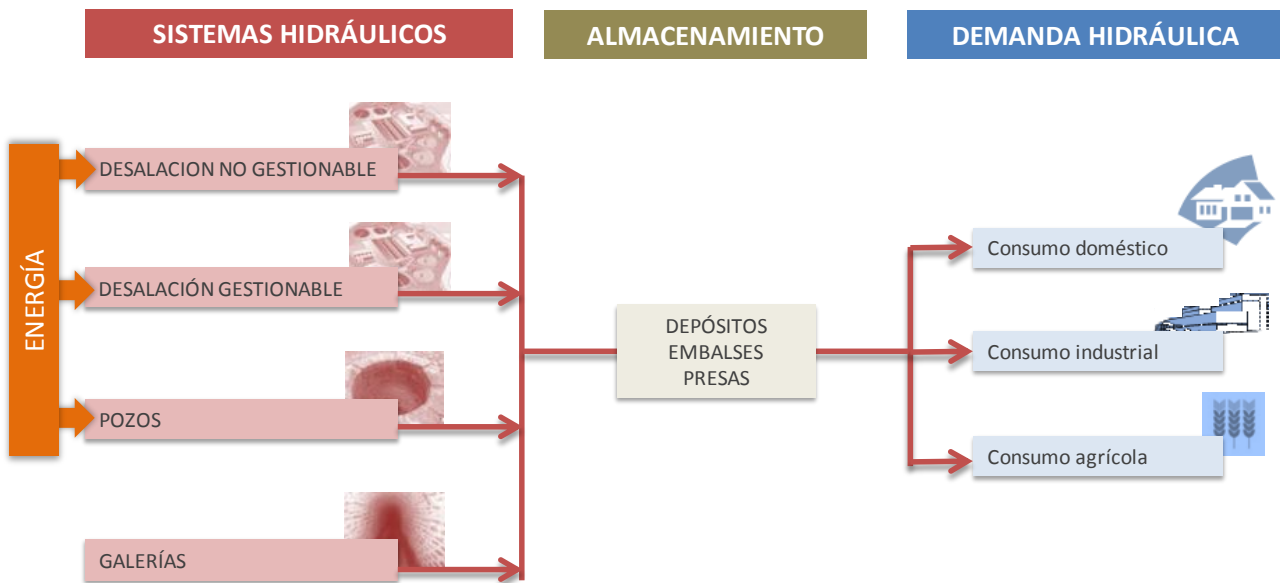 SISTEMAS HIDRÁULICOS
ALMACENAMIENTO
DEMANDA HIDRÁULICA
ENERGÍA
DESALACION NO GESTIONABLE
DESALACIÓN GESTIONABLE
POZOS
GALERÍAS
DEPÓSITOS
EMBALSES
PRESAS
Consumo doméstico
Consumo industrial
Consumo agrícola